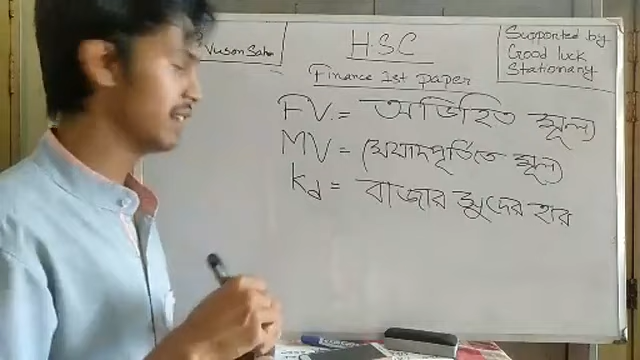 Vuson Saha
HSC
Supported by
Good luck
Stationary
Finance 1st paper
FV. = অভিহিত মূল্য
MV = (মেয়াদপূর্তিতে মূল্য)
Kd = বাজার সুদের হার